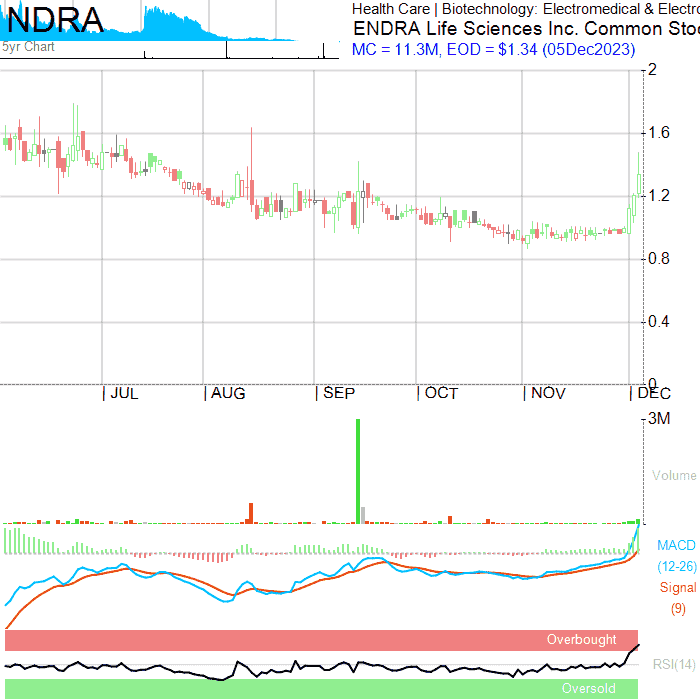 NDRA
5yr Chart
Health Care | Biotechnology: Electromedical & Electro
ENDRA Life Sciences Inc. Common Stoc
MC = 11.3M, EOD = $1.34 (05Dec2023)
2
1.6
1.2
0.8
0.4
0
| JUL | AUG | SEP | OCT | NOV | DEC
3M
Volume
MACD
(12-26)
Signal
(9)
Overbought
RSI(14)
Oversold